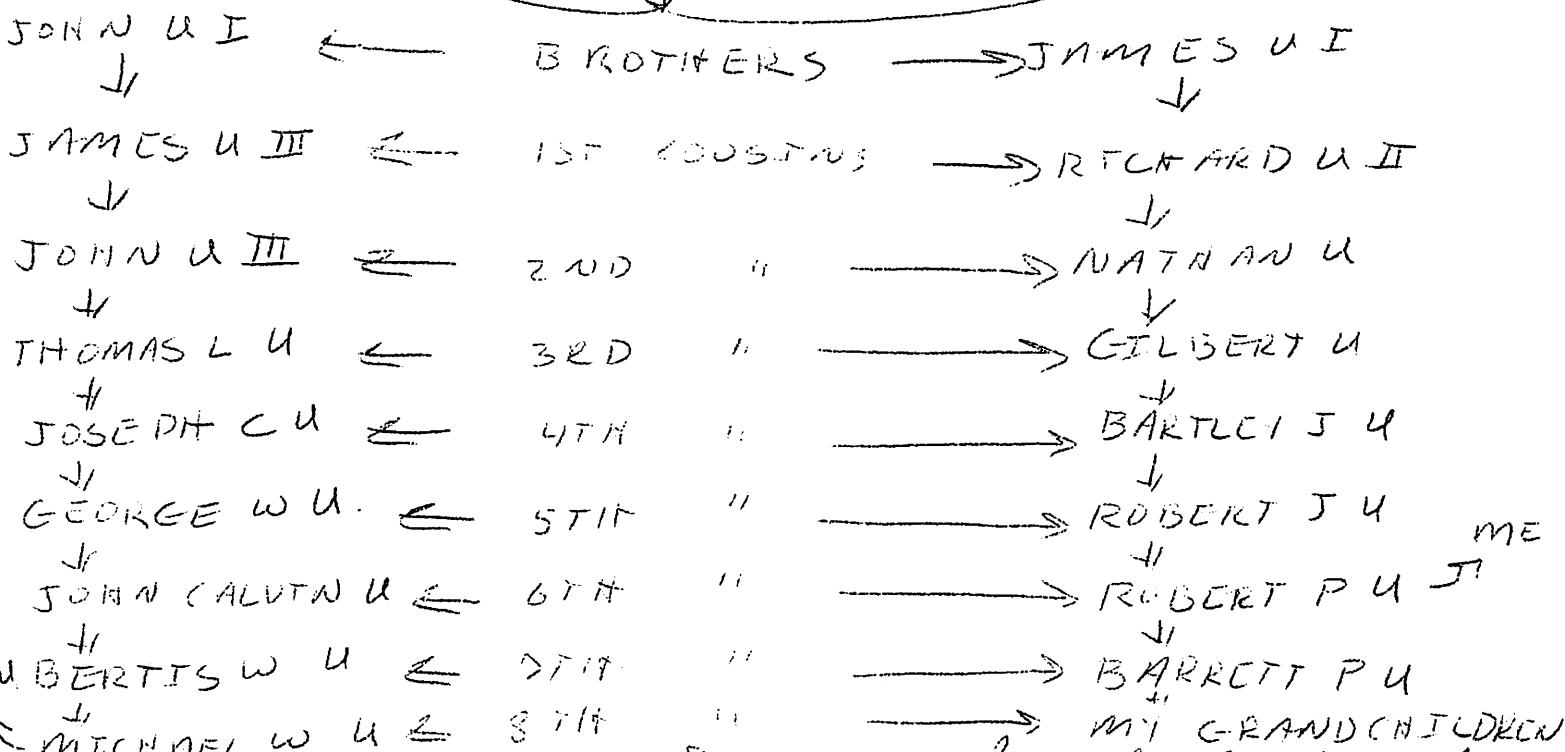 JOHN U I ← BROTHERS → JAMES U I
JAMES U III ← 1ST COUSINS → RICHARD U II
JOHN U III ← 2ND " → NATHAN U
THOMAS L U ← 3RD " → GILBERT U
JOSEPH C U ← 4TH " → BARTLEY J U
GEORGE W U. ← 5TH " → ROBERT J U
ME
JOHN CALVIN U ← 6TH " → ROBERT P U
BERTIS W U ← 7TH " → BARRETT P U
MICHAEL W U ← 8TH " → MY GRANDCHILDREN